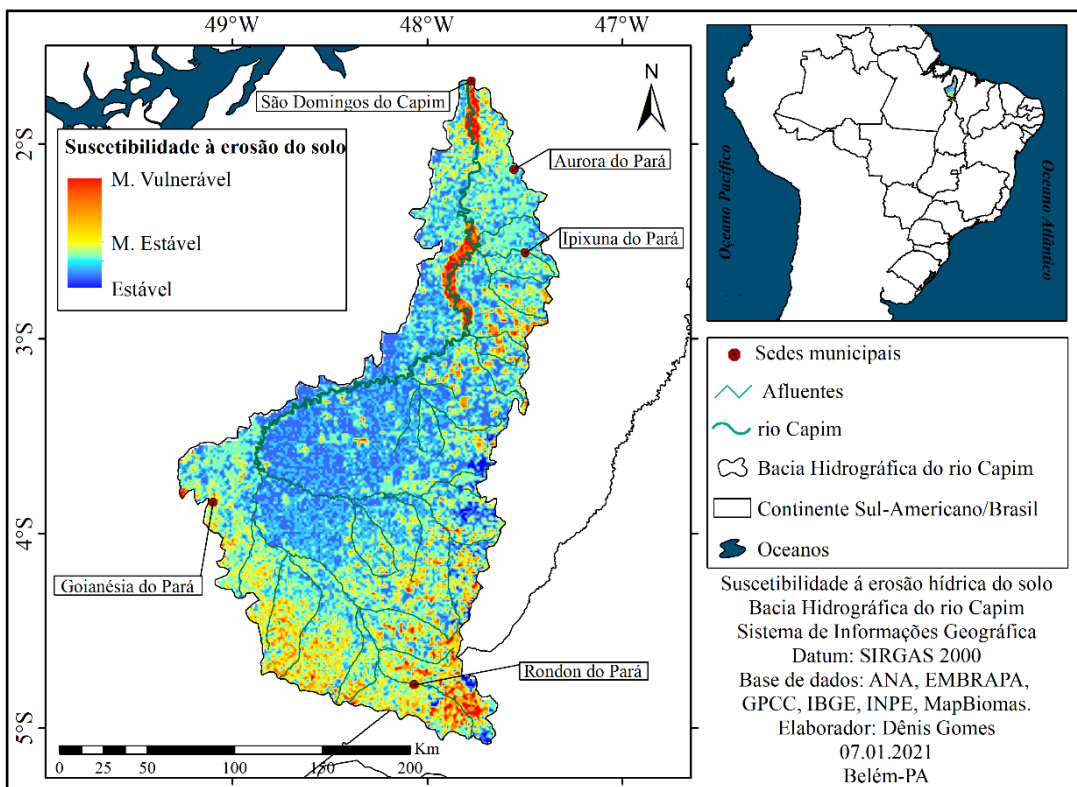 49°W
48°W
47°W
São Domingos do Capim
N
2°S
Suscetibilidade à erosão do solo
M. Vulnerável
M. Estável
Estável
Aurora do Pará
Ipixuna do Pará
3°S
4°S
Goianésia do Pará
Rondon do Pará
5°S
Km
0 25 50 100 150 200
Oceano Pacífico
Oceano Atlântico
Sedes municipais
Afluentes
rio Capim
Bacia Hidrográfica do rio Capim
Continente Sul-Americano/Brasil
Oceanos
Suscetibilidade á erosão hídrica do solo
Bacia Hidrográfica do rio Capim
Sistema de Informações Geográfica
Datum: SIRGAS 2000
Base de dados: ANA, EMBRAPA,
GPCC, IBGE, INPE, MapBiomas.
Elaborador: Dênis Gomes
07.01.2021
Belém-PA